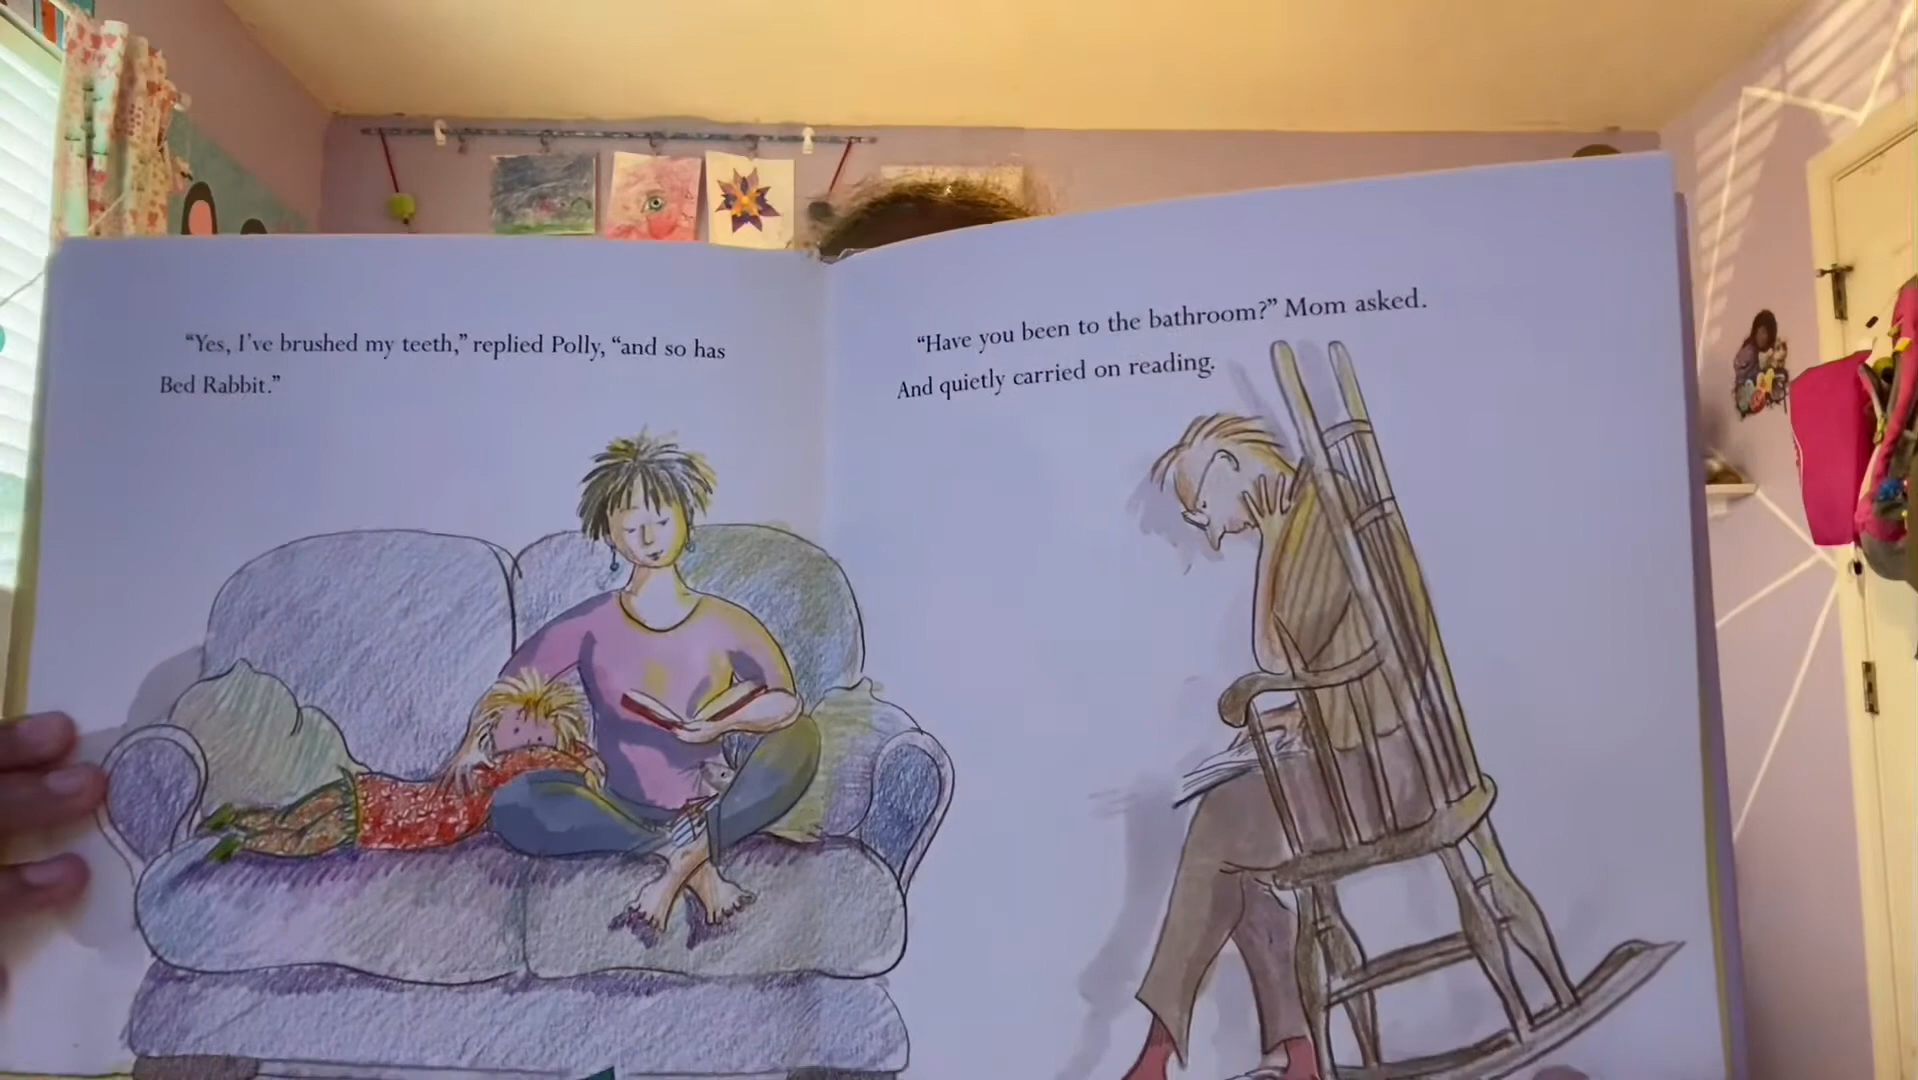 “Yes, I’ve brushed my teeth,” replied Polly, “and so has
Bed Rabbit.”
“Have you been to the bathroom?” Mom asked.
And quietly carried on reading.